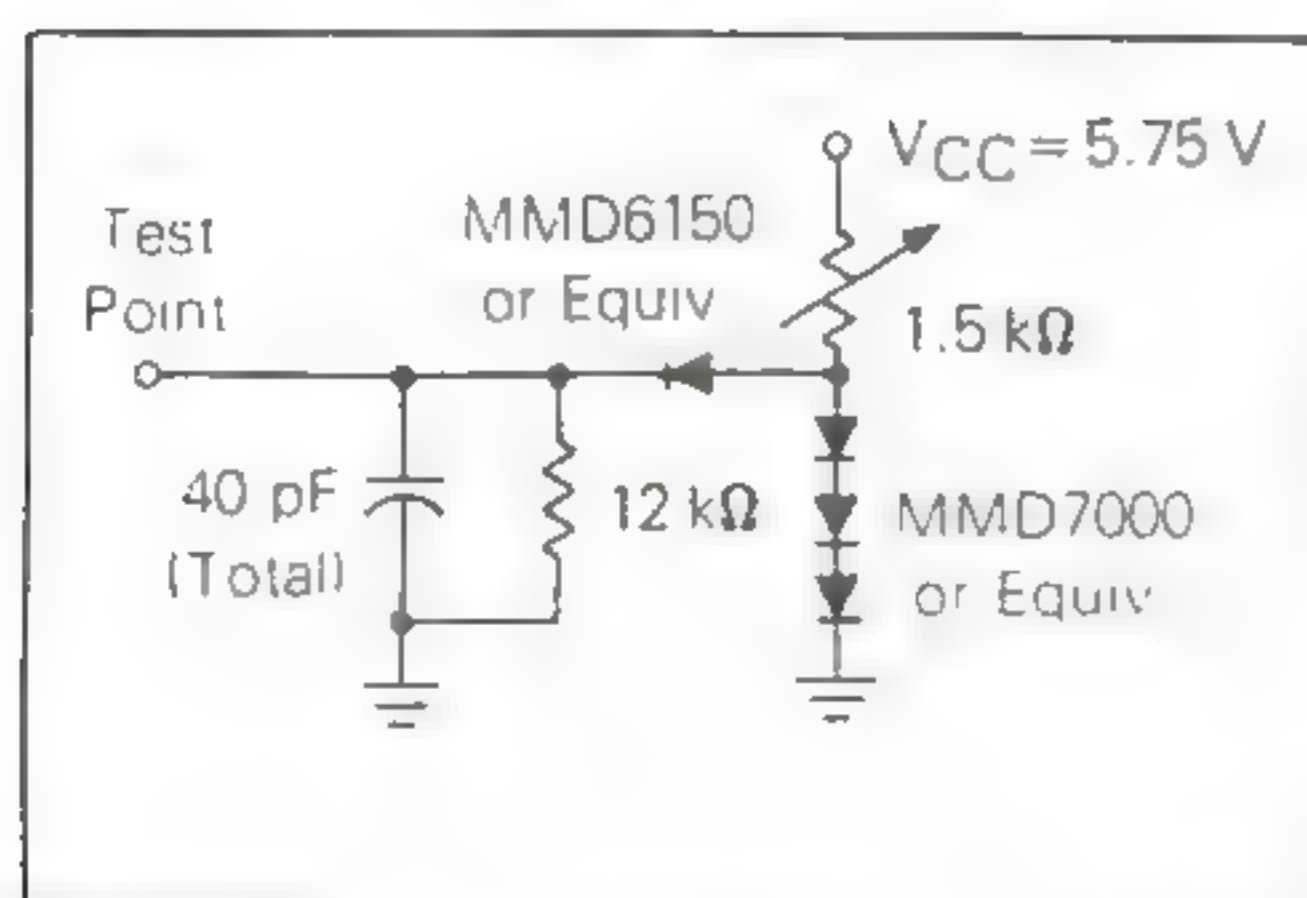 VCC = 5.75 V
Test
Point
MMD6150
or Equiv
1.5 kΩ
40 pF
(Total)
12 kΩ
MMD7000
or Equiv